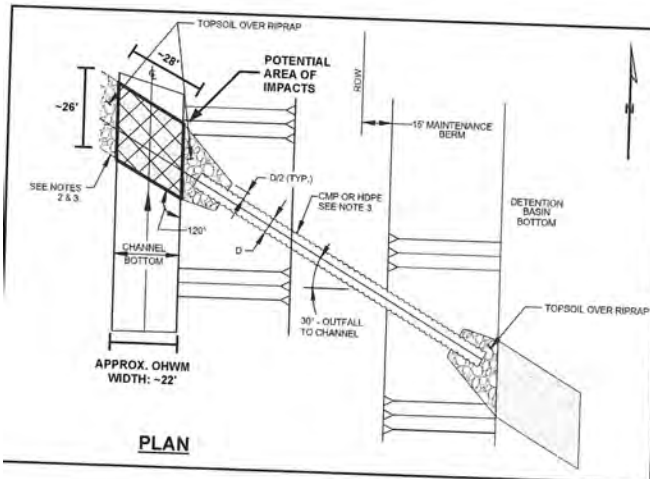 TOPSOIL OVER RIPRAP
~28'
℄
POTENTIAL
AREA OF
IMPACTS
~26'
ROW
N
15' MAINTENANCE
BERM
SEE NOTES
2 & 3
D/2 (TYP.)
CMP OR HDPE
SEE NOTE 3
DETENTION
BASIN
BOTTOM
120°
D
CHANNEL
BOTTOM
TOPSOIL OVER RIPRAP
30° - OUTFALL
TO CHANNEL
APPROX. OHWM
WIDTH: ~22'
PLAN